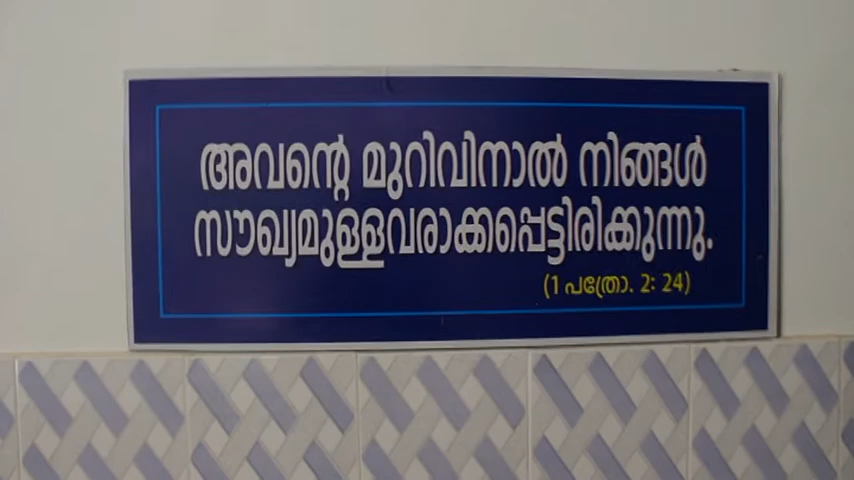 അവന്റെ മുറിവിനാൽ നിങ്ങൾ
സൗഖ്യമുള്ളവരാക്കപ്പെട്ടിരിക്കുന്നു.
(1 പത്രോ. 2: 24)